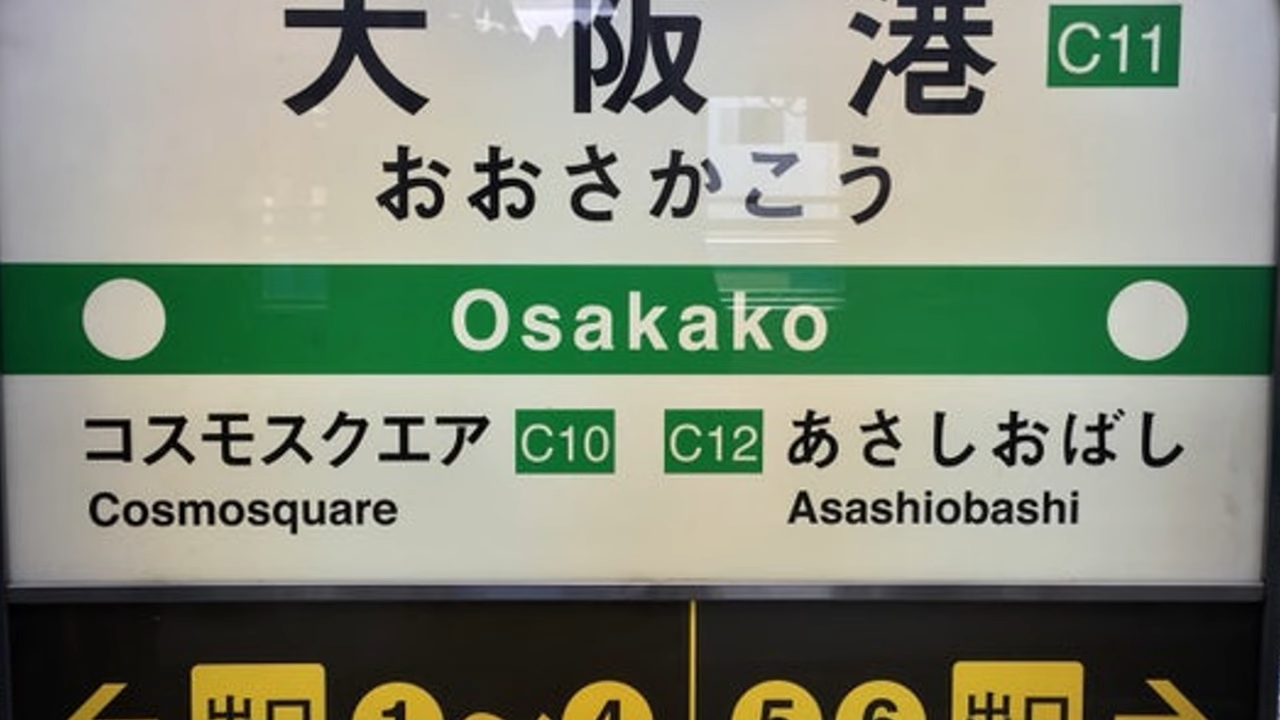 大阪港 C11
おおさかこう
Osakako
コスモスクエア C10 C12 あさしおばし
Cosmosquare Asashiobashi
← 出口 1～4 5 6 出口 →